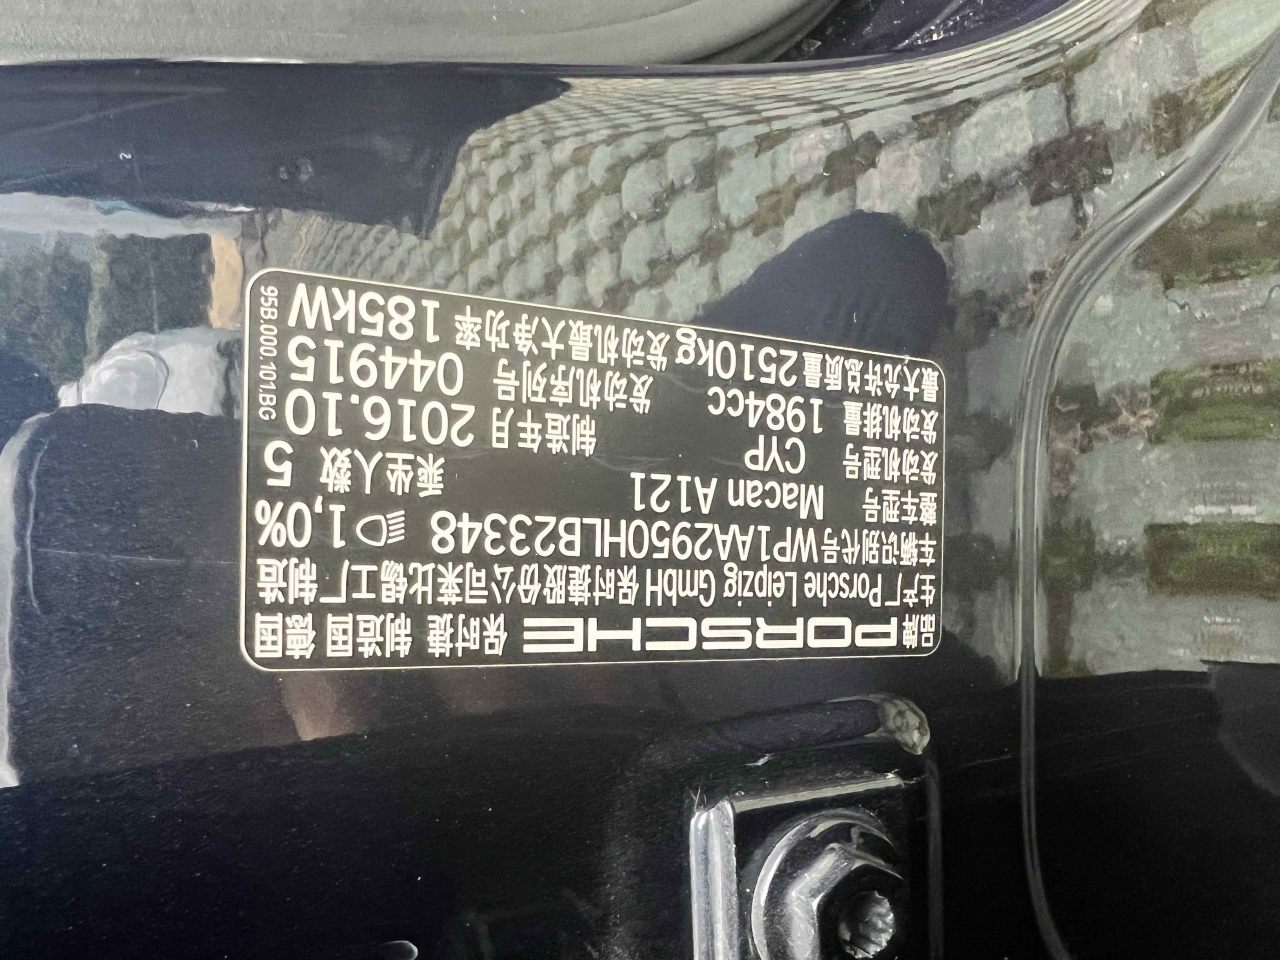 品牌 PORSCHE 保时捷 制造国 德国
生产厂 Porsche Leipzig GmbH 保时捷股份公司莱比锡工厂 制造
车辆识别代号 WP1AA2950HLB23348 1,0%
整车型号 Macan A121 乘坐人数 5
发动机型号 CYP 制造年月 2016.10
发动机排量 1984cc 发动机序列号 044915
最大允许总质量 2510kg 发动机最大净功率 185kW
95B.000.101.BG